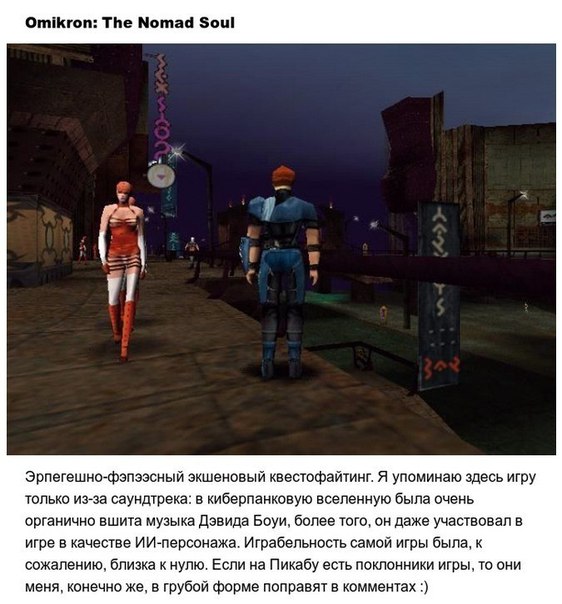 Omikron: The Nomad Soul
Эрпегешно-фэпээсный экшеновый квестофайтинг. Я упоминаю здесь игру
только из-за саундтрека: в киберпанковую вселенную была очень
органично вшита музыка Дэвида Боуи, более того, он даже участвовал в
игре в качестве ИИ-персонажа. Играбельность самой игры была, к
сожалению, близка к нулю. Если на Пикабу есть поклонники игры, то они
меня, конечно же, в грубой форме поправят в комментах :)